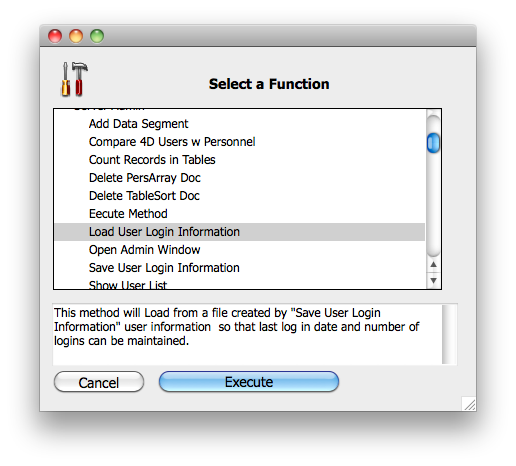 Select a Function
Server Admin
Add Data Segment
Compare 4D Users w Personnel
Count Records in Tables
Delete PersArray Doc
Delete TableSort Doc
Eecute Method
Load User Login Information
Open Admin Window
Save User Login Information
Show User List
This method will Load from a file created by "Save User Login
Information" user information  so that last log in date and number of
logins can be maintained.
Cancel
Execute